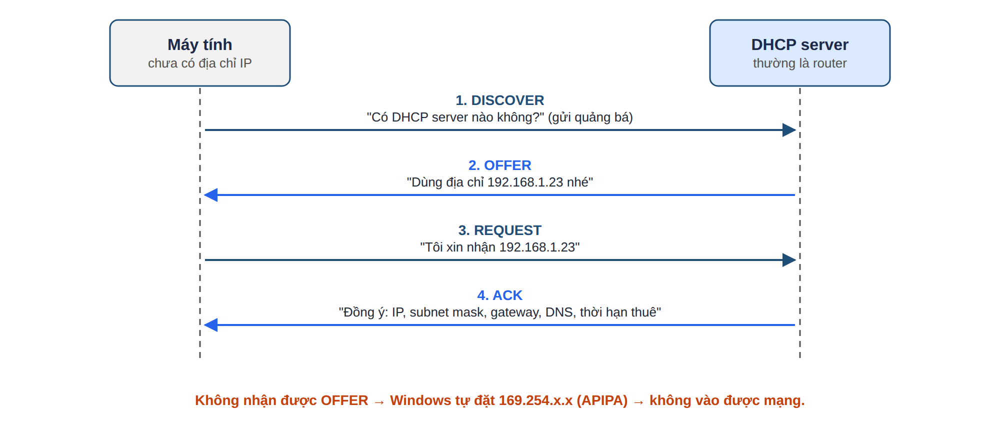 Máy tính
chưa có địa chỉ IP
DHCP server
thường là router
1. DISCOVER
"Có DHCP server nào không?" (gửi quảng bá)
2. OFFER
"Dùng địa chỉ 192.168.1.23 nhé"
3. REQUEST
"Tôi xin nhận 192.168.1.23"
4. ACK
"Đồng ý: IP, subnet mask, gateway, DNS, thời hạn thuê"
Không nhận được OFFER → Windows tự đặt 169.254.x.x (APIPA) → không vào được mạng.